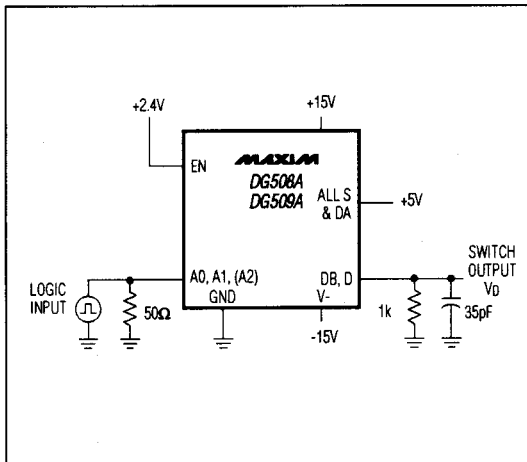 +2.4V
+15V
EN
MAXIM
DG508A
DG509A
ALL S
& DA
+5V
LOGIC
INPUT
50Ω
A0, A1, (A2)
GND
DB, D
V-
-15V
1k
35pF
SWITCH
OUTPUT
VD